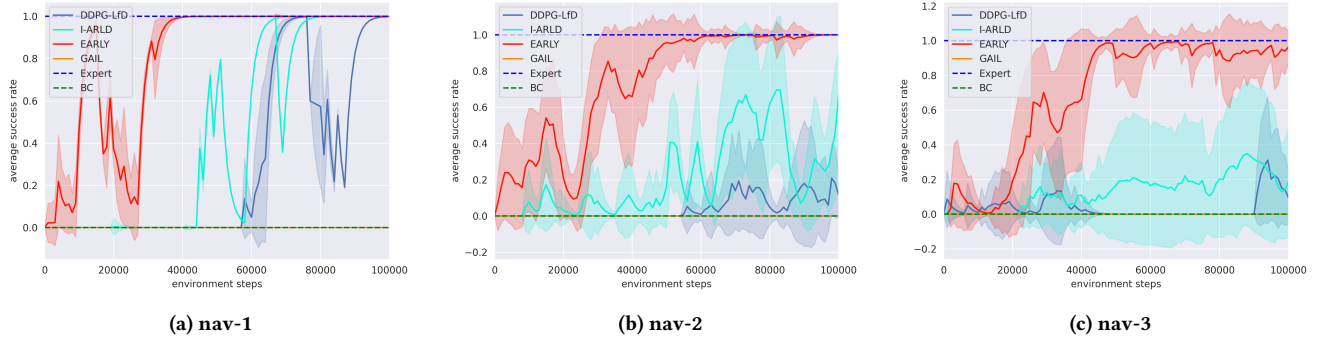 DDPG-LfD
I-ARLD
EARLY
GAIL
Expert
BC
1.0
0.8
0.6
0.4
0.2
0.0
average success rate
0
20000
40000
60000
80000
100000
environment steps
(a) nav-1
DDPG-LfD
I-ARLD
EARLY
GAIL
Expert
BC
1.0
0.8
0.6
0.4
0.2
0.0
−0.2
average success rate
0
20000
40000
60000
80000
100000
environment steps
(b) nav-2
DDPG-LfD
I-ARLD
EARLY
GAIL
Expert
BC
1.2
1.0
0.8
0.6
0.4
0.2
0.0
−0.2
average success rate
0
20000
40000
60000
80000
100000
environment steps
(c) nav-3